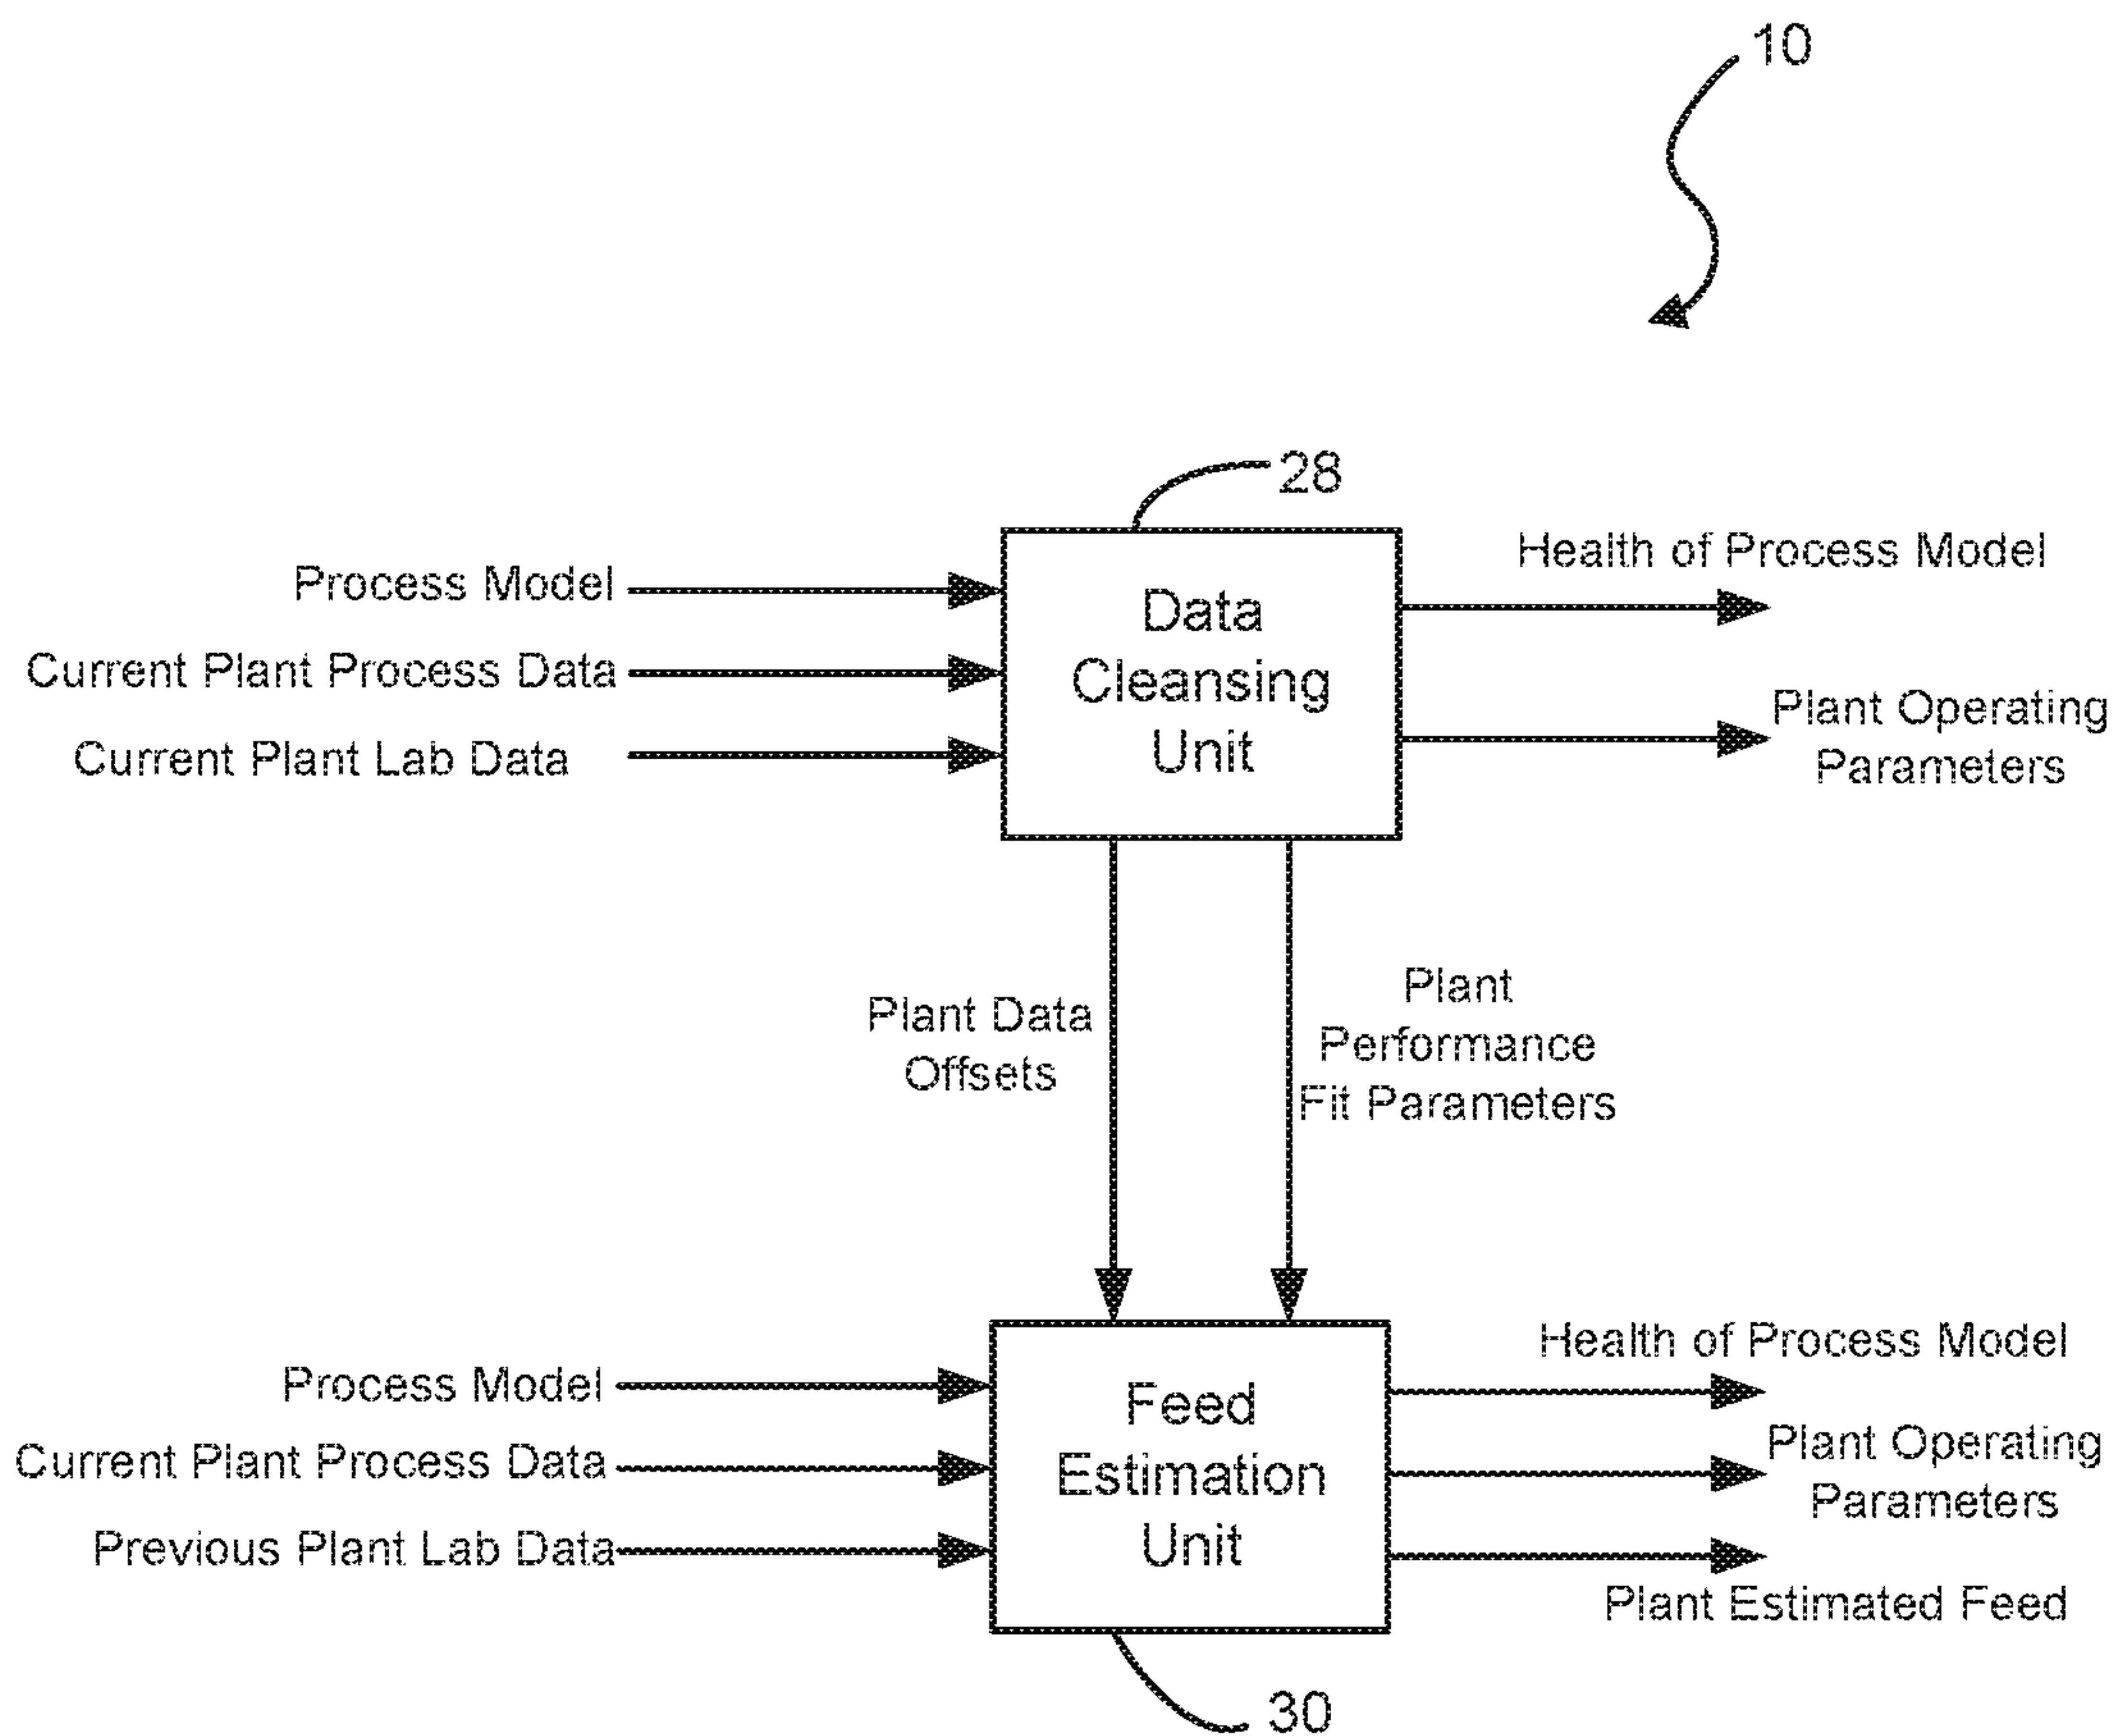 10
28
Process Model
Current Plant Process Data
Current Plant Lab Data
Data
Cleansing
Unit
Health of Process Model
Plant Operating
Parameters
Plant Data
Offsets
Plant
Performance
Fit Parameters
Process Model
Current Plant Process Data
Previous Plant Lab Data
Feed
Estimation
Unit
Health of Process Model
Plant Operating
Parameters
Plant Estimated Feed
30